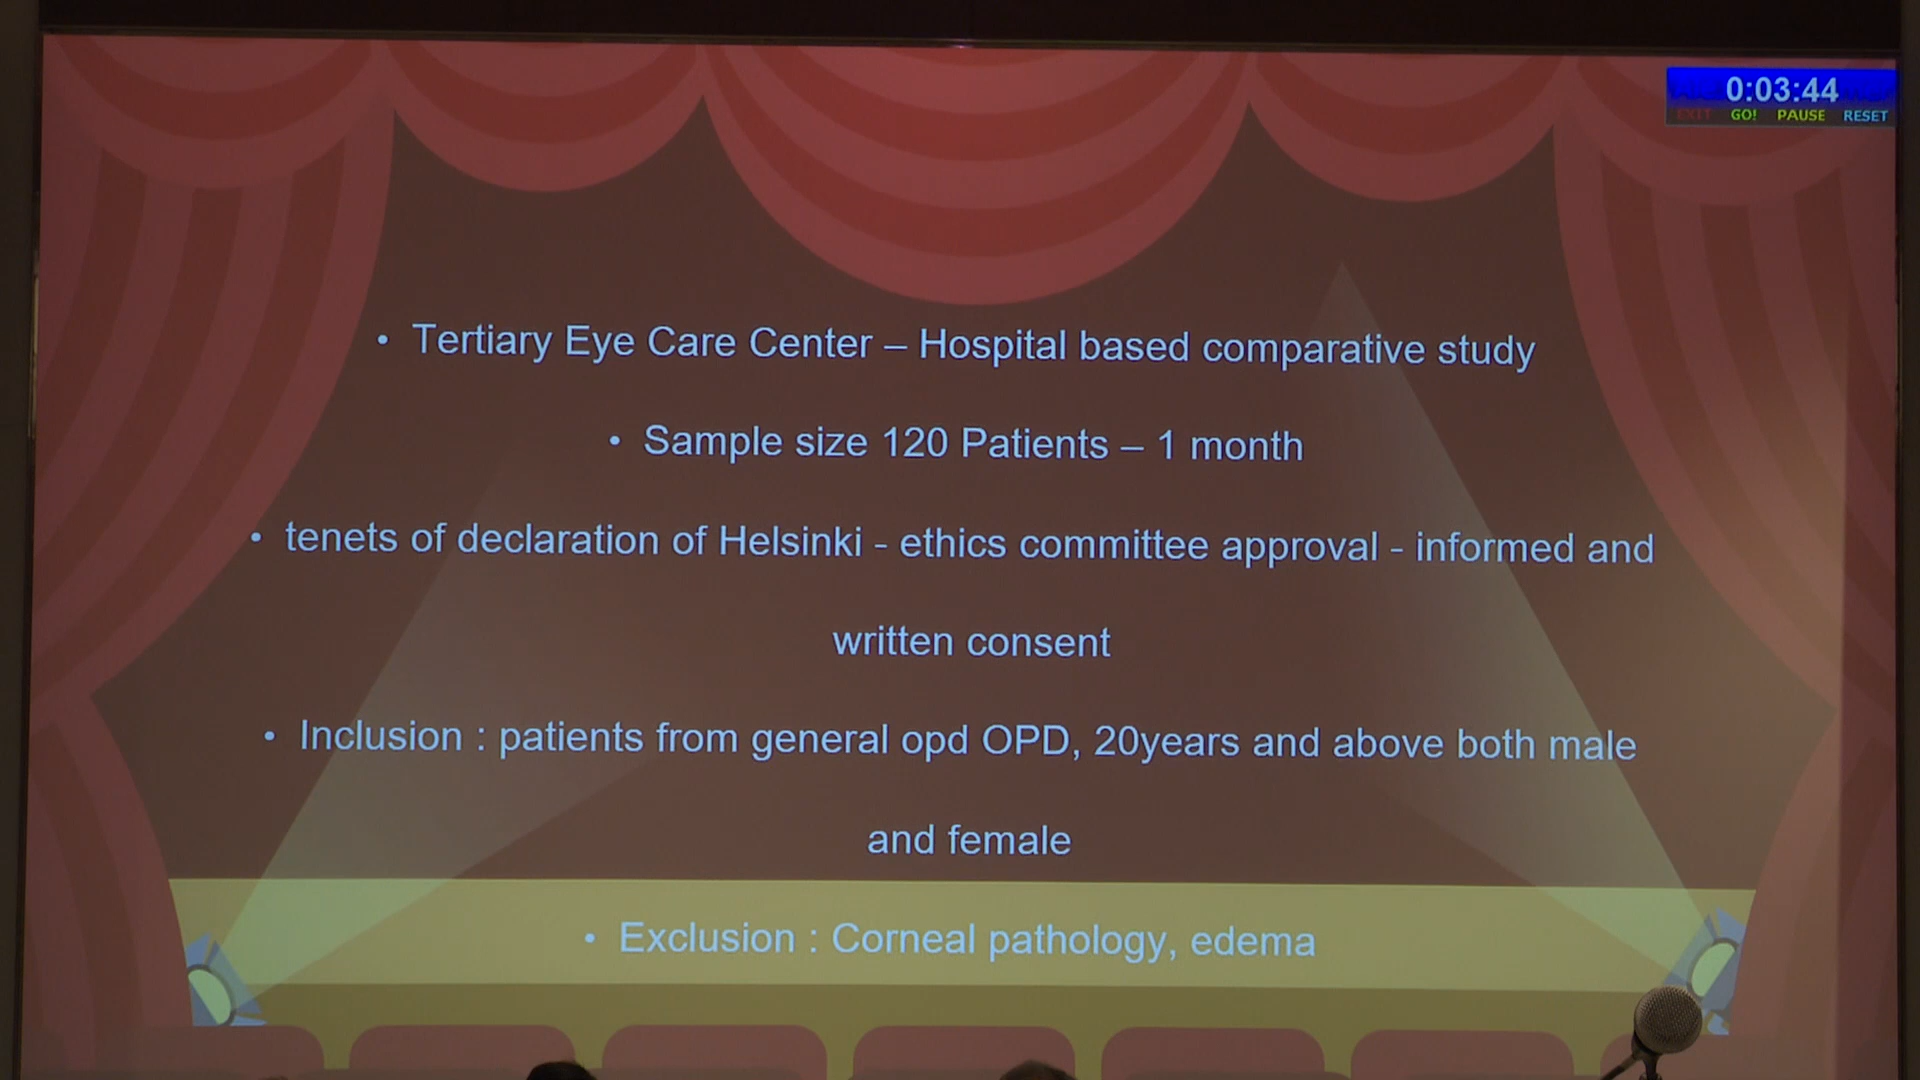 0:03:44
EXIT GO! PAUSE RESET
• Tertiary Eye Care Center – Hospital based comparative study
• Sample size 120 Patients – 1 month
• tenets of declaration of Helsinki - ethics committee approval - informed and
written consent
• Inclusion : patients from general opd OPD, 20years and above both male
and female
• Exclusion : Corneal pathology, edema